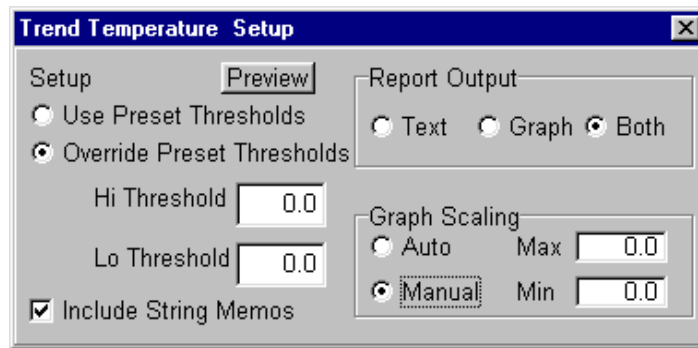 Trend Temperature Setup
Setup
Preview
Use Preset Thresholds
Override Preset Thresholds
Hi Threshold 0.0
Lo Threshold 0.0
Include String Memos
Report Output
Text Graph Both
Graph Scaling
Auto Max 0.0
Manual Min 0.0